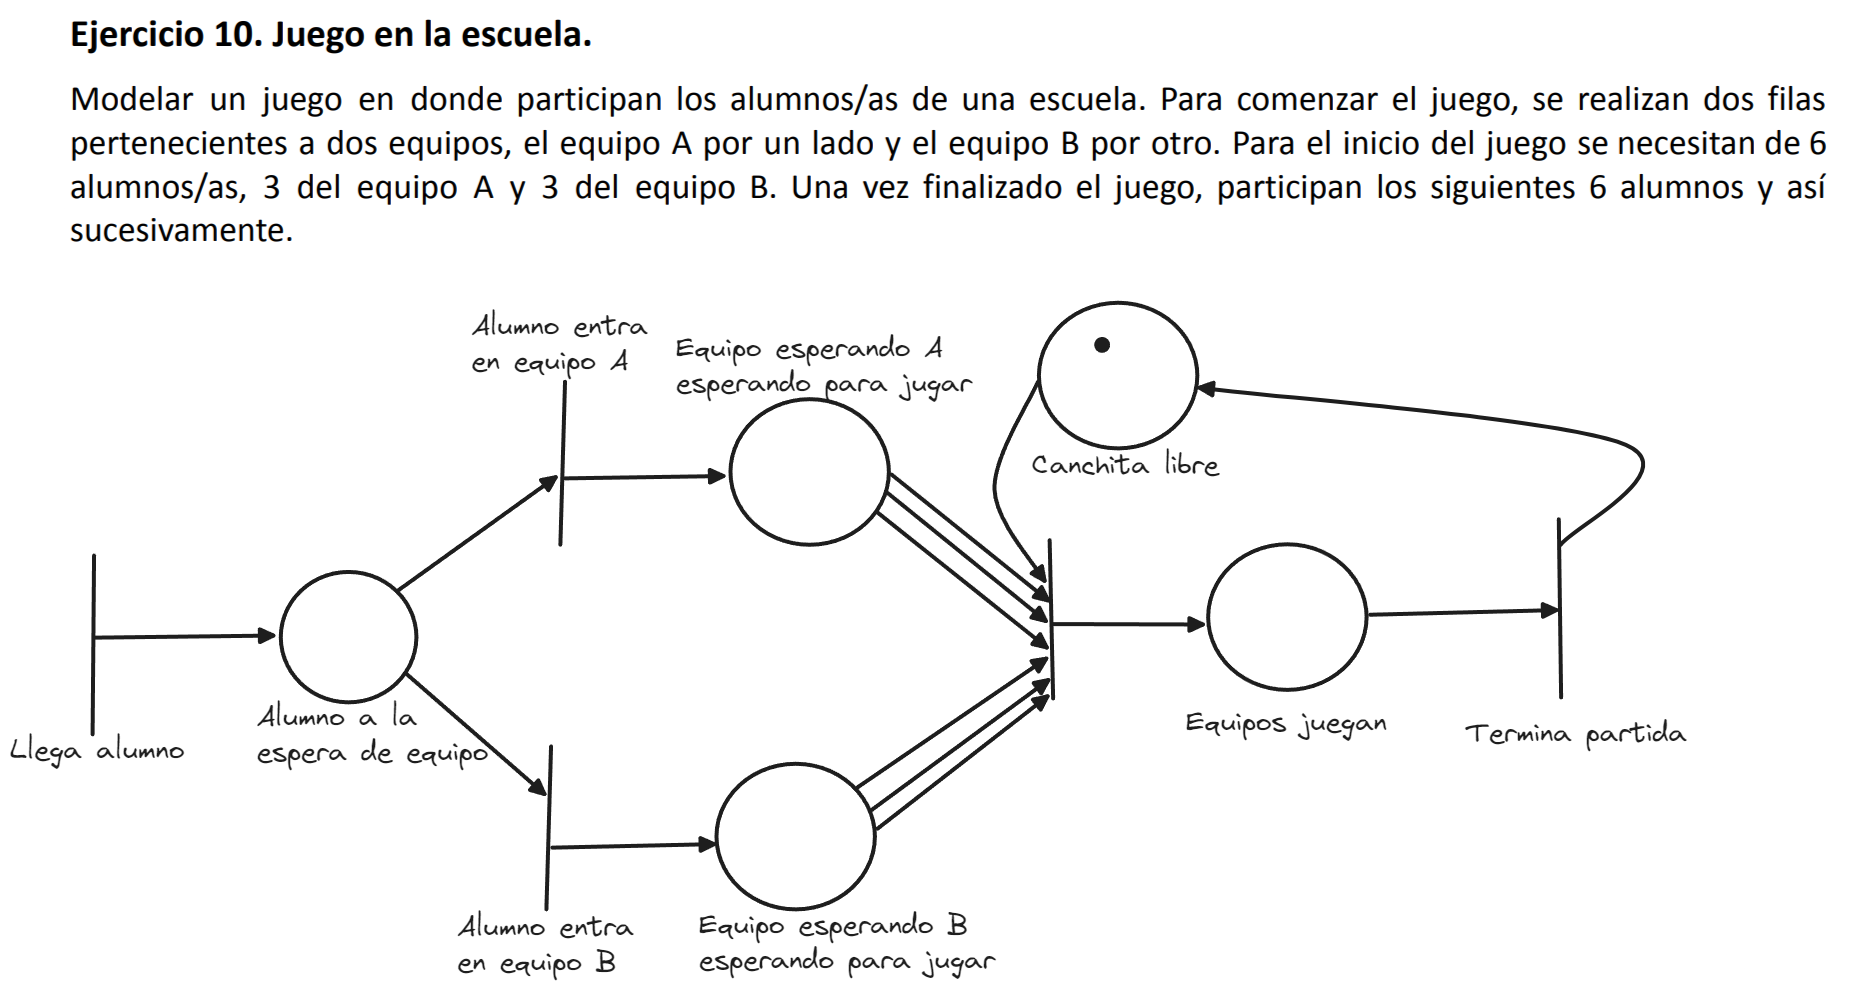 Ejercicio 10. Juego en la escuela.
Modelar un juego en donde participan los alumnos/as de una escuela. Para comenzar el juego, se realizan dos filas
pertenecientes a dos equipos, el equipo A por un lado y el equipo B por otro. Para el inicio del juego se necesitan de 6
alumnos/as, 3 del equipo A y 3 del equipo B. Una vez finalizado el juego, participan los siguientes 6 alumnos y así
sucesivamente.
Alumno entra
en equipo A
Equipo esperando A
esperando para jugar
Canchita libre
Llega alumno
Alumno a la
espera de equipo
Equipos juegan
Termina partida
Alumno entra
en equipo B
Equipo esperando B
esperando para jugar